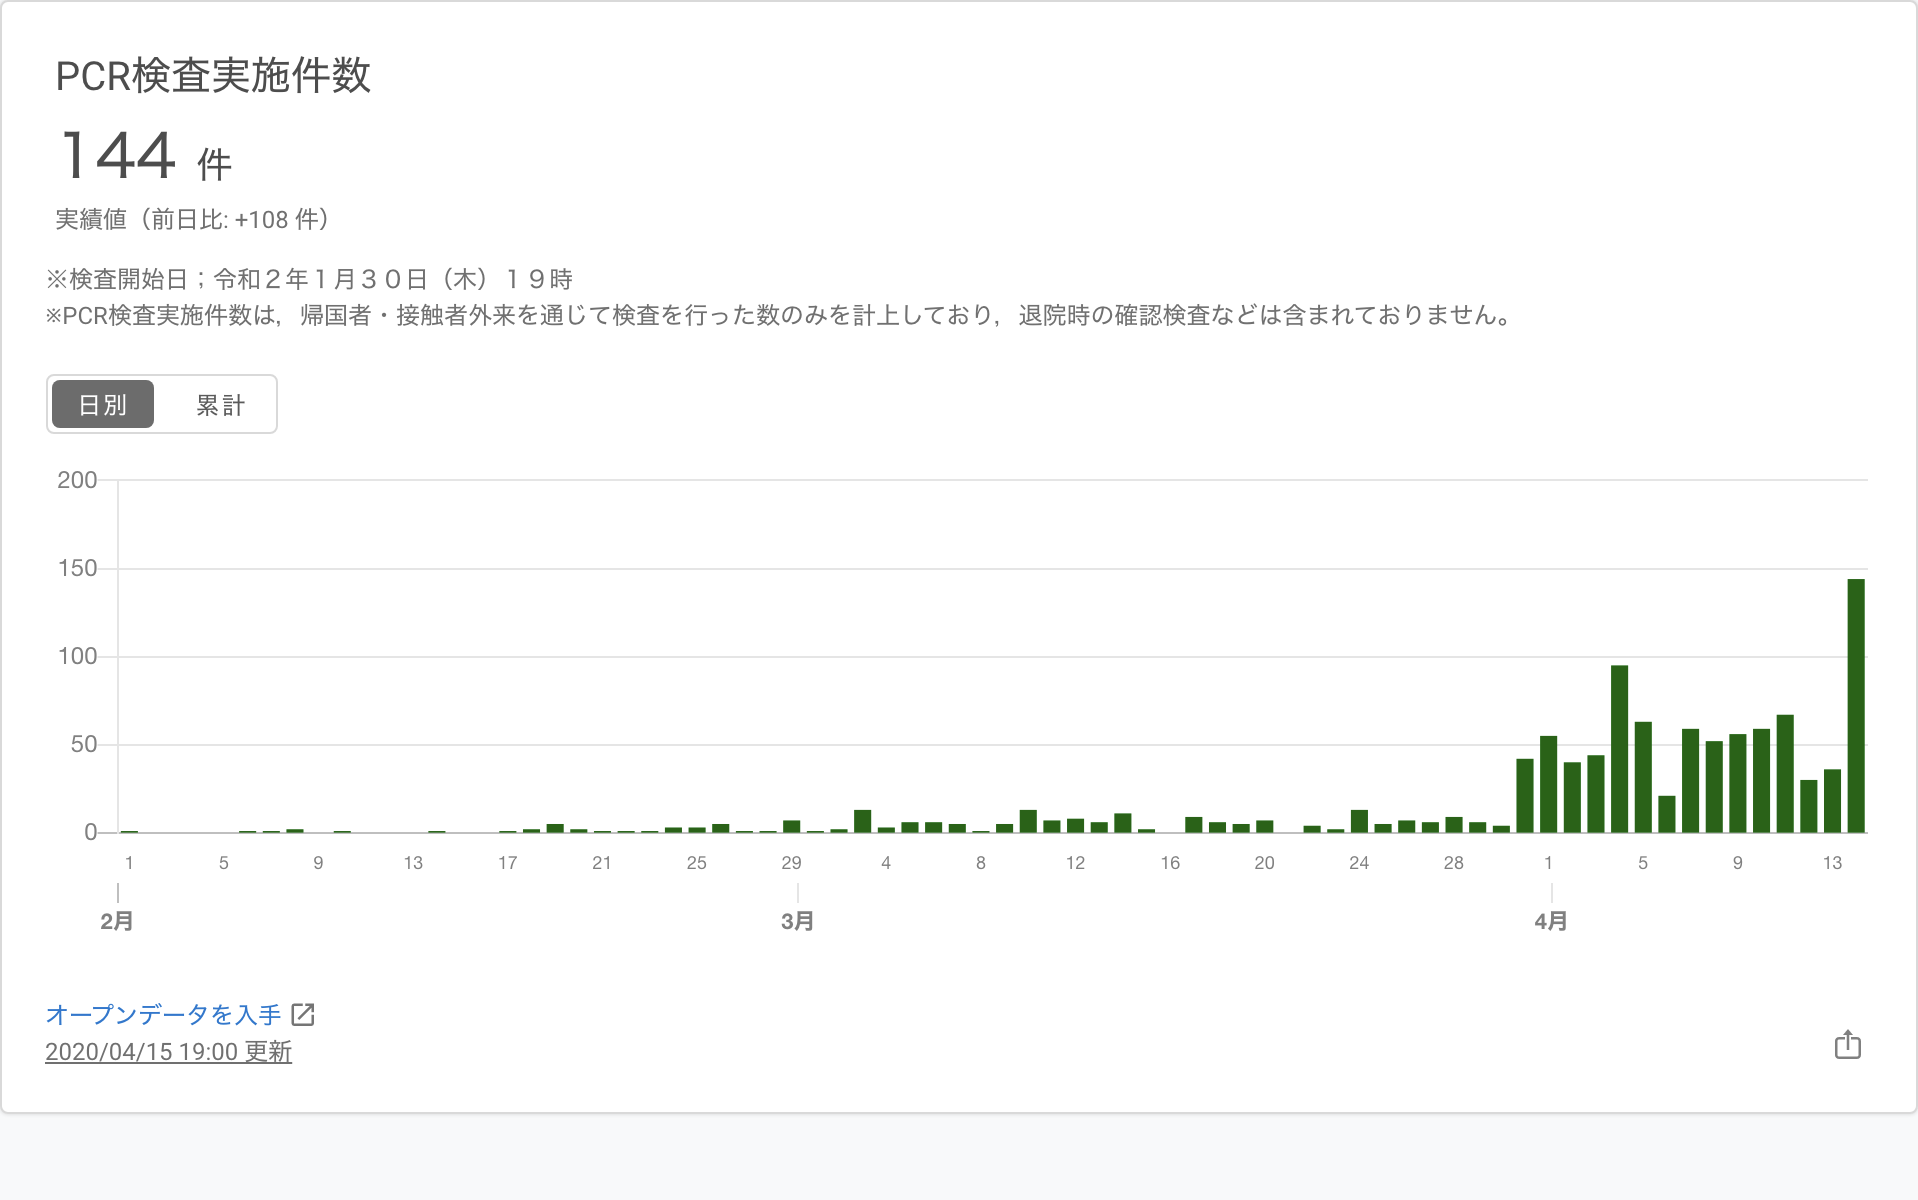 PCR検査実施件数
144 件
実績値（前日比: +108 件）
※検査開始日；令和２年１月３０日（木）１９時
※PCR検査実施件数は，帰国者・接触者外来を通じて検査を行った数のみを計上しており，退院時の確認検査などは含まれておりません。
日別 累計
200
150
100
50
0
1 5 9 13 17 21 25 29 4 8 12 16 20 24 28 1 5 9 13
2月 3月 4月
オープンデータを入手
2020/04/15 19:00 更新